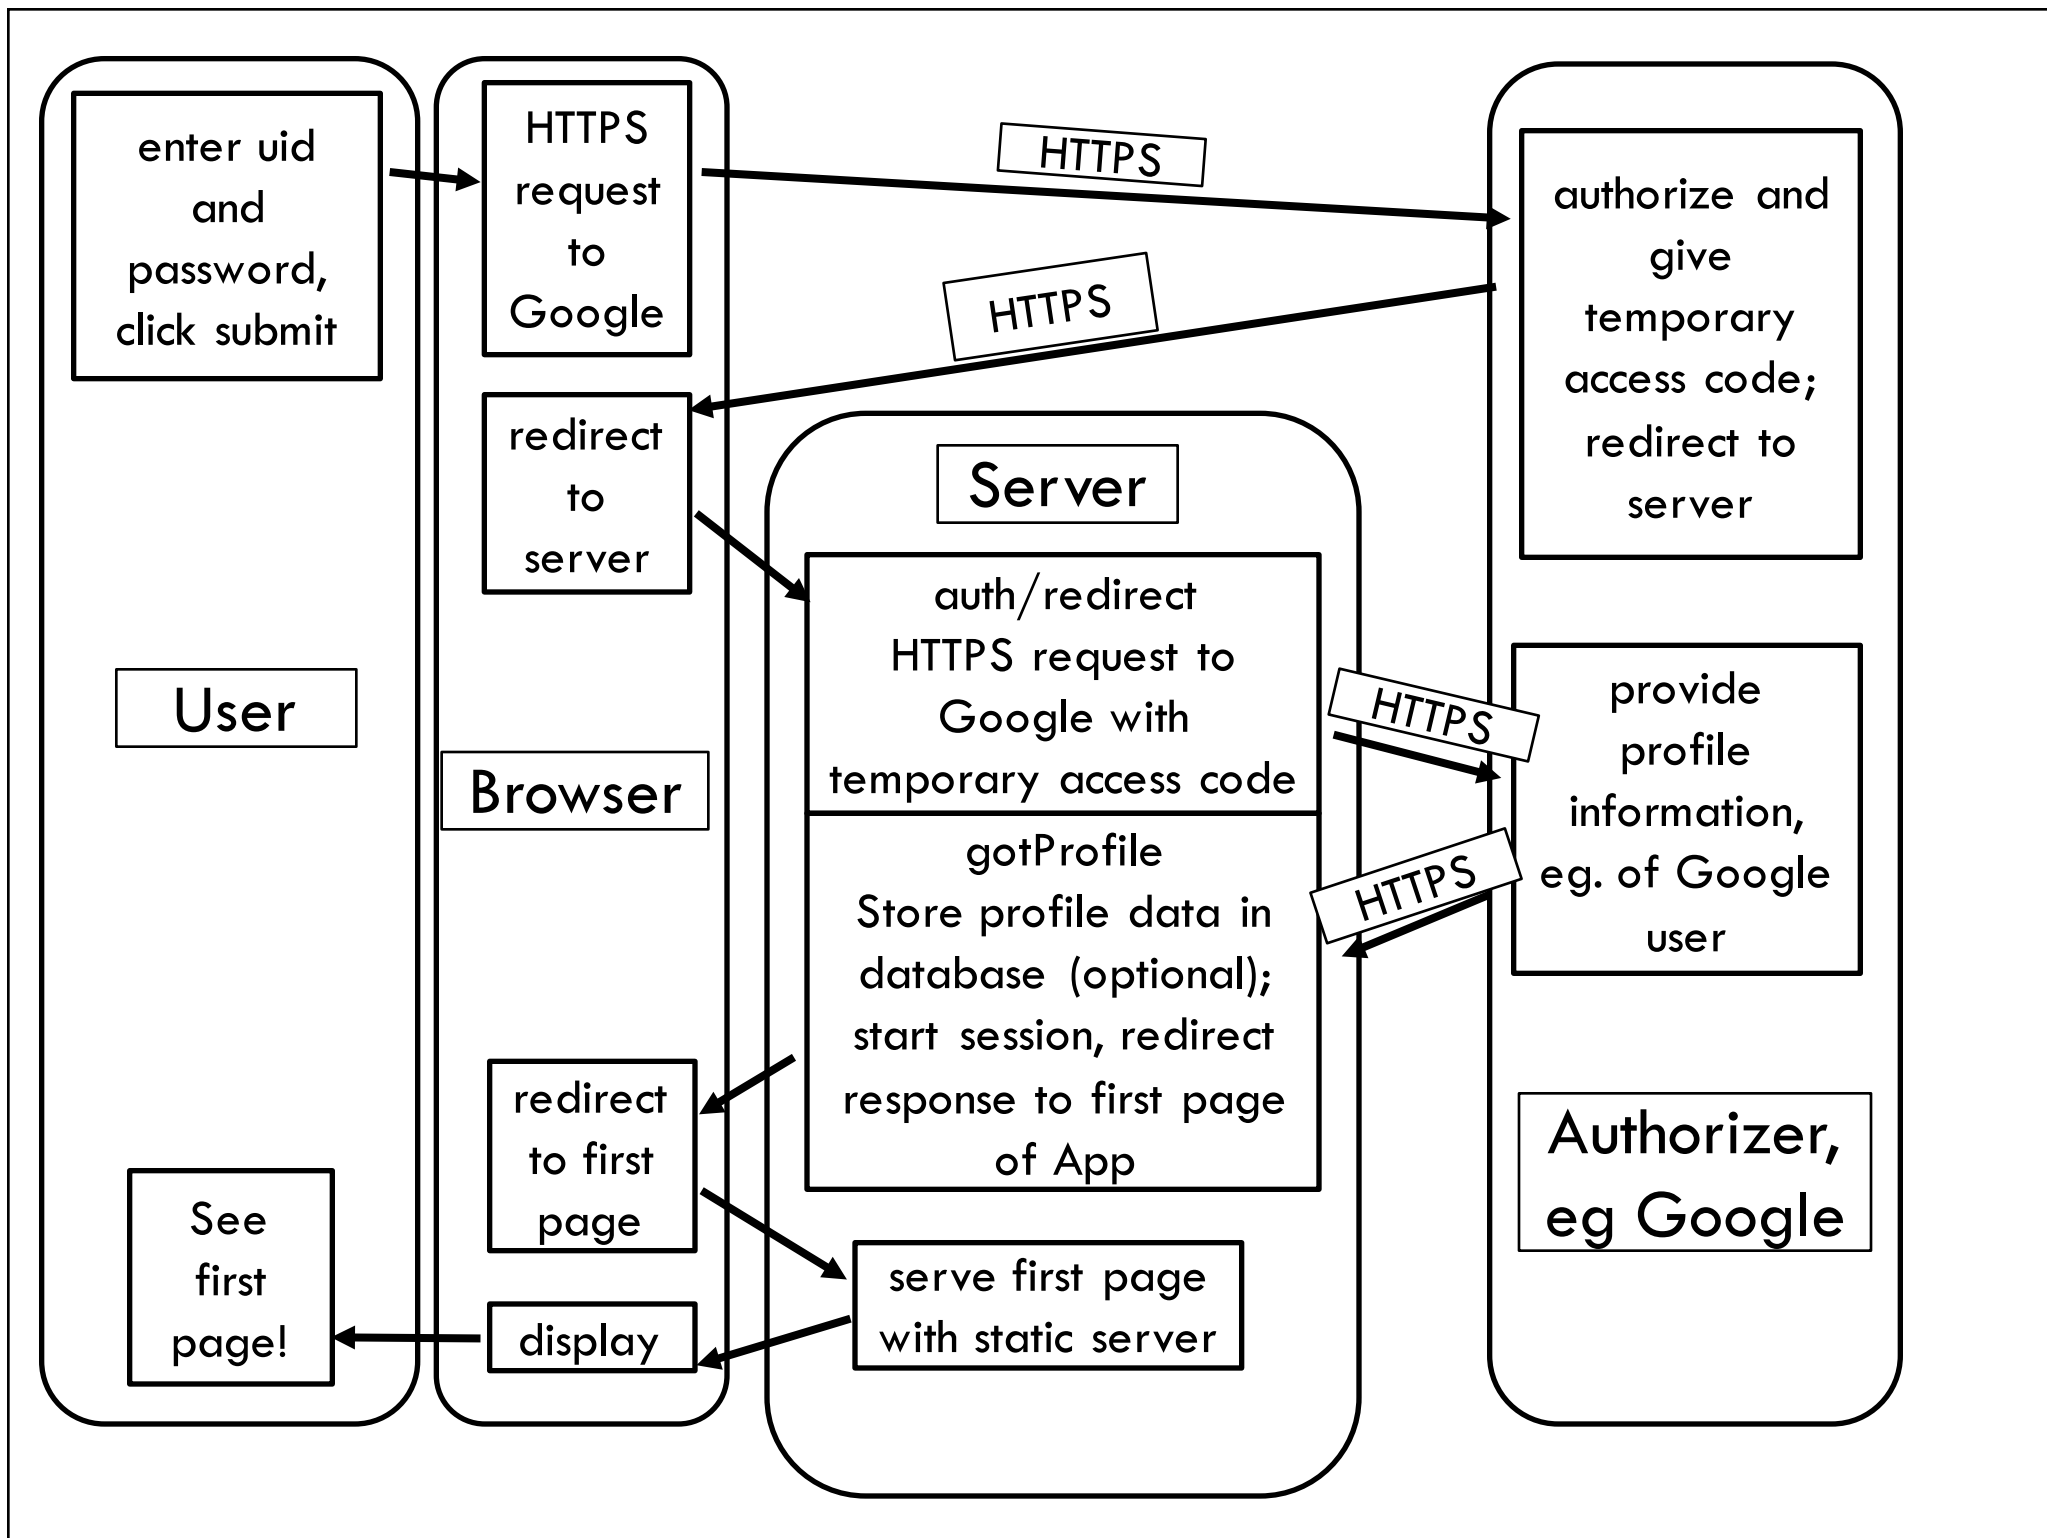 enter uid
and
password,
click submit
User
See
first
page!
HTTPS
request
to
Google
redirect
to
server
Browser
redirect
to first
page
display
HTTPS
HTTPS
Server
auth/redirect
HTTPS request to
Google with
temporary access code
gotProfile
Store profile data in
database (optional);
start session, redirect
response to first page
of App
serve first page
with static server
HTTPS
HTTPS
authorize and
give
temporary
access code;
redirect to
server
provide
profile
information,
eg. of Google
user
Authorizer,
eg Google